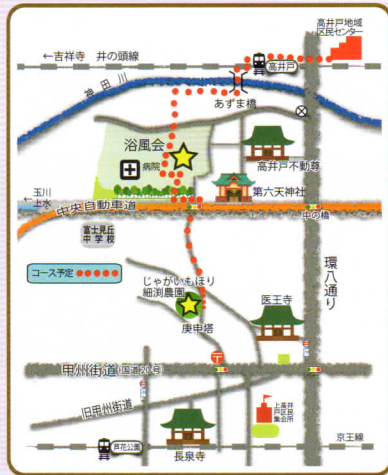 高井戸地域
区民センター
←吉祥寺 井の頭線
高井戸
神田川
あずま橋
浴風会
病院
高井戸不動尊
第六天神社
←
玉川
上水
中央自動車道
中の橋
富士見丘
中学校
環八通り
コース予定
じゃがいもほり
細渕農園
庚申塔
医王寺
甲州街道(国道20号)
旧甲州街道
上高井
戸区民
集会所
芦花公園
長泉寺
京王線